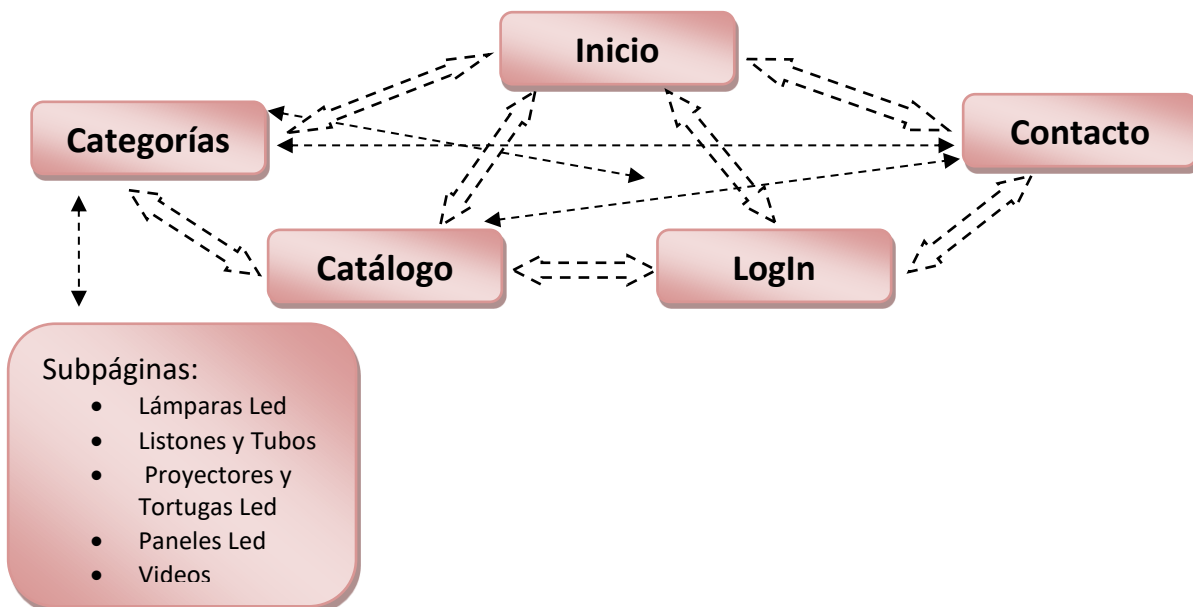 Inicio
Categorías
Contacto
Catálogo
LogIn
Subpáginas:
• Lámparas Led
• Listones y Tubos
• Proyectores y
Tortugas Led
• Paneles Led
• Videos